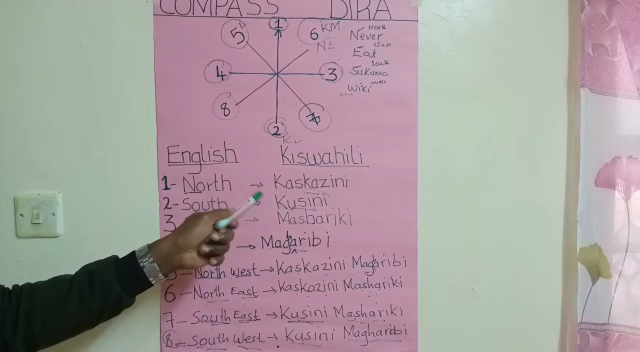 COMPASS DIRA
1
5
6 KM
NE
North
Never
Eat
4
3
Sukuma
Wiki
8
7
2
English Kiswahili
1- North → Kaskazini
2- South → Kusini
3 → Mashariki
→ Magharibi
5- North West → Kaskazini Magharibi
6- North East → Kaskazini Mashariki
7- South East → Kusini Mashariki
8- South West → Kusini Magharibi